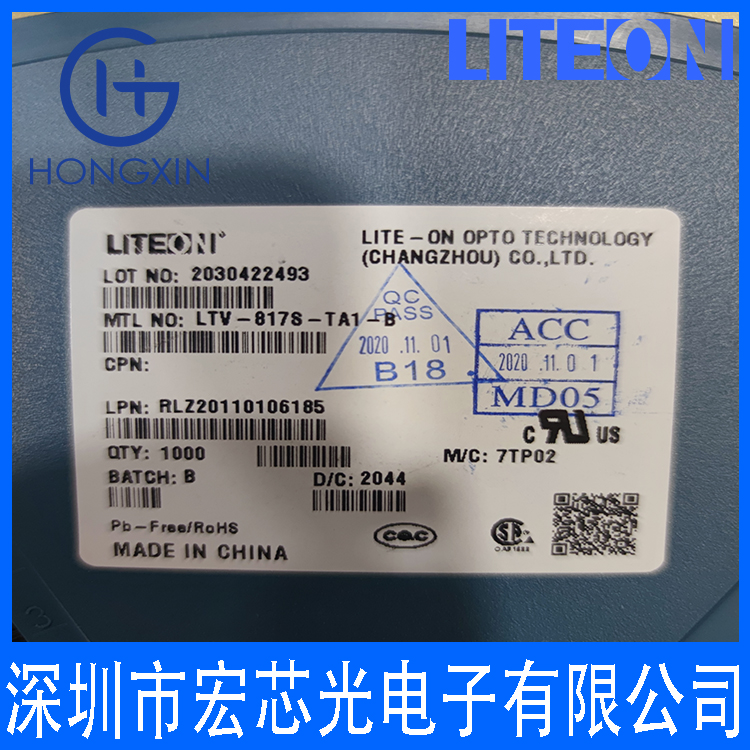 LITEON
HONGXIN
LITEON
LITE-ON OPTO TECHNOLOGY
(CHANGZHOU) CO.,LTD.
LOT NO: 2030422493
MTL NO: LTV-817S-TA1-B
CPN:
QC
PASS
2020 .11. 01
B18
ACC
2020 .11. 0 1
MD05
LPN: RLZ20110106185
QTY: 1000
C UR US
M/C: 7TP02
BATCH: B
D/C: 2044
Pb-Free/RoHS
MADE IN CHINA
CQC
深圳市宏芯光电子有限公司